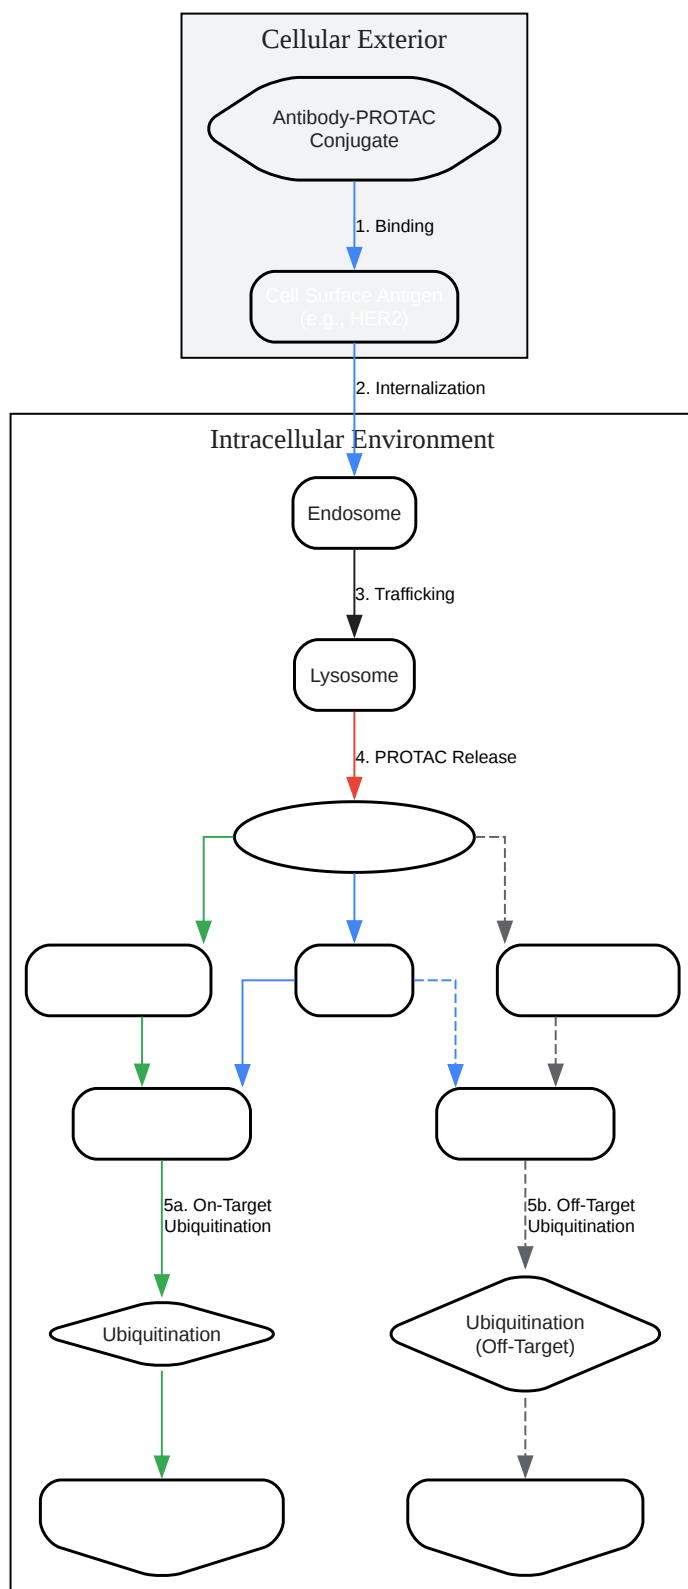 Cellular Exterior
Antibody-PROTAC
Conjugate
1. Binding
Cell Surface Antigen
(e.g., HER2)
2. Internalization
Intracellular Environment
Endosome
3. Trafficking
Lysosome
4. PROTAC Release
5a. On-Target
Ubiquitination
5b. Off-Target
Ubiquitination
Ubiquitination
Ubiquitination
(Off-Target)